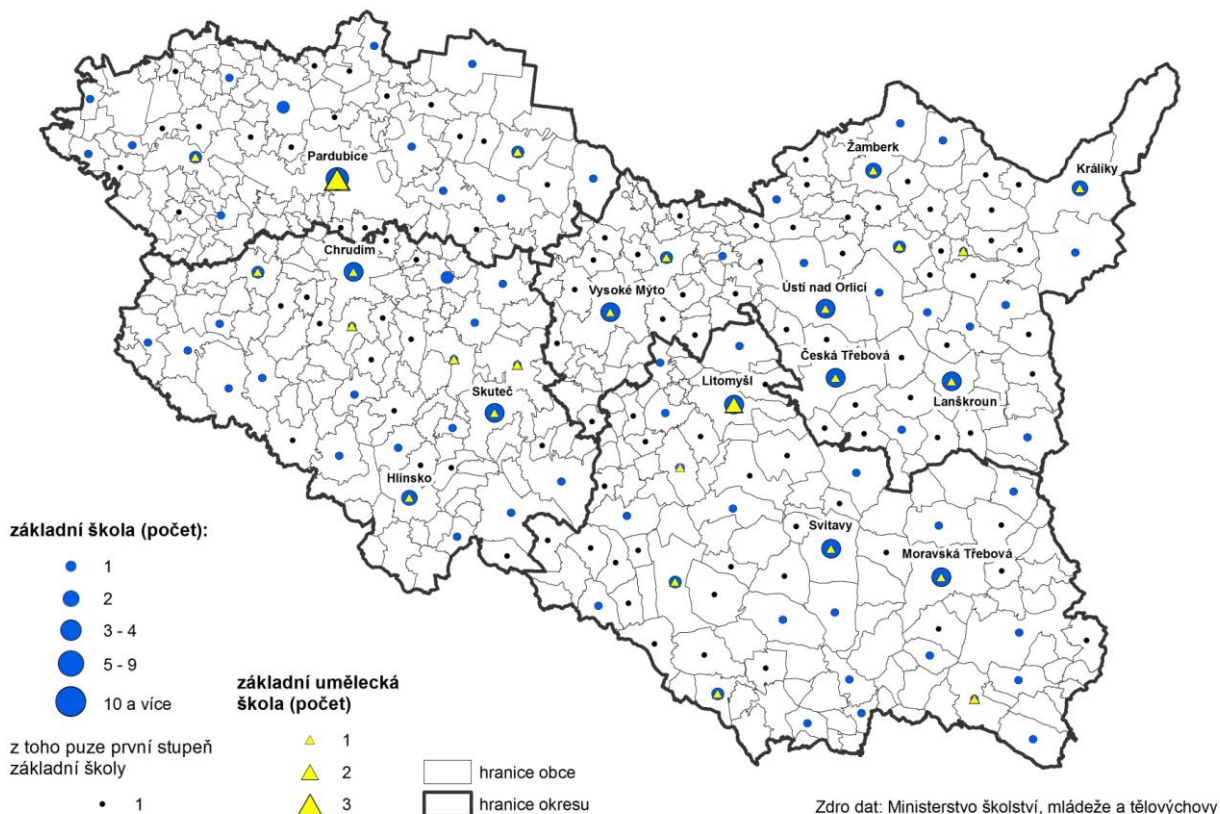 Žamberk
Králíky
Pardubice
Chrudim
Vysoké Mýto
Ústí nad Orlicí
Česká Třebová
Litomyšl
Lanškroun
Skuteč
Hlinsko
Svitavy
Moravská Třebová
základní škola (počet):
1
2
3 - 4
5 - 9
10 a více
z toho puze první stupeň
základní školy
1
základní umělecká
škola (počet)
1
2
3
hranice obce
hranice okresu
Zdro dat: Ministerstvo školství, mládeže a tělovýchovy